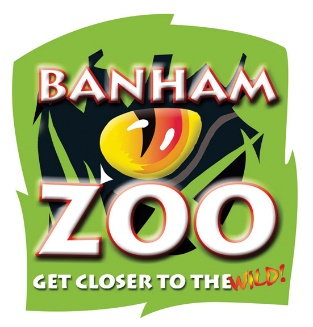 BANHAM
ZOO
GET CLOSER TO THE WILD!